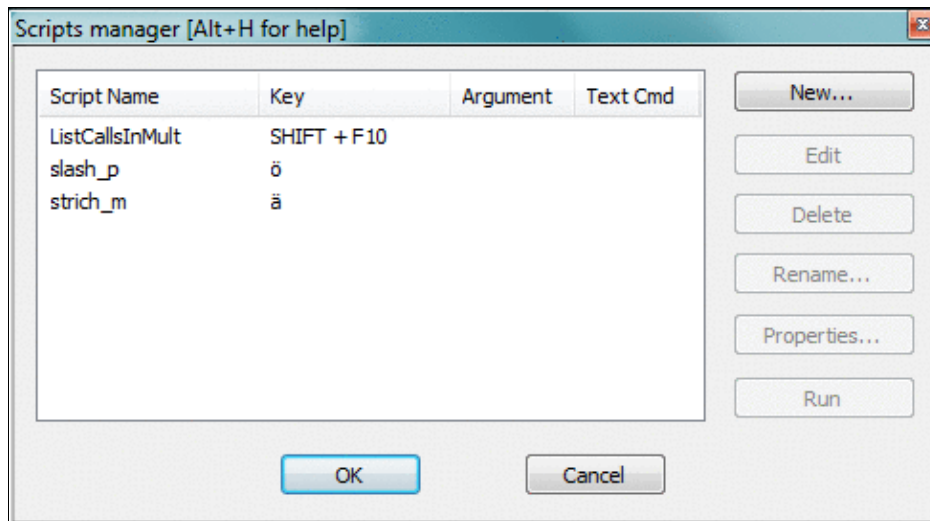 Scripts manager [Alt+H for help]
Script Name Key Argument Text Cmd
ListCallsInMult SHIFT + F10
slash_p ö
strich_m ä
New...
Edit
Delete
Rename...
Properties...
Run
OK Cancel